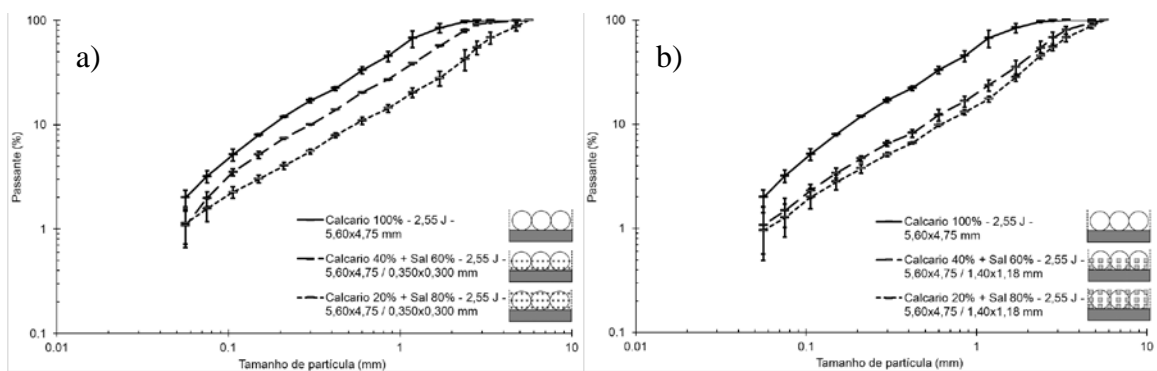 a)
100
10
1
0.1
0.01
0.1
1
10
Passante (%)
Tamanho de partícula (mm)
Calcario 100% - 2,55 J -
5,60x4,75 mm
Calcario 40% + Sal 60% - 2,55 J -
5,60x4,75 / 0,350x0,300 mm
Calcario 20% + Sal 80% - 2,55 J -
5,60x4,75 / 0,350x0,300 mm
b)
100
10
1
0.1
0.01
0.1
1
10
Passante (%)
Tamanho de partícula (mm)
Calcario 100% - 2,55 J -
5,60x4,75 mm
Calcario 40% + Sal 60% - 2,55 J -
5,60x4,75 / 1,40x1,18 mm
Calcario 20% + Sal 80% - 2,55 J -
5,60x4,75 / 1,40x1,18 mm